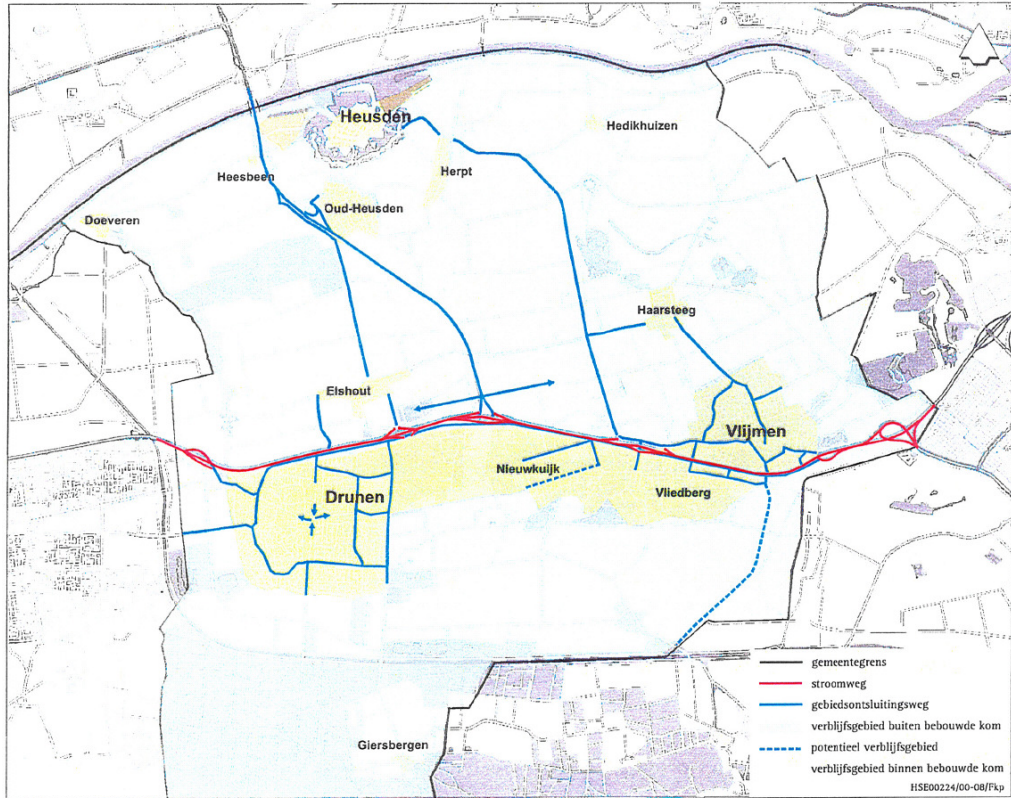 Heusden
Hedikhuizen
Herpt
Heesbeen
Oud-Heusden
Doeveren
Haarsteeg
Elshout
Vlijmen
Nieuwkuijk
Drunen
Vliedberg
Giersbergen
gemeentegrens
stroomweg
gebiedsontsluitingsweg
verblijfsgebied buiten bebouwde kom
potentieel verblijfsgebied
verblijfsgebied binnen bebouwde kom
HSE00224/00-08/Fkp